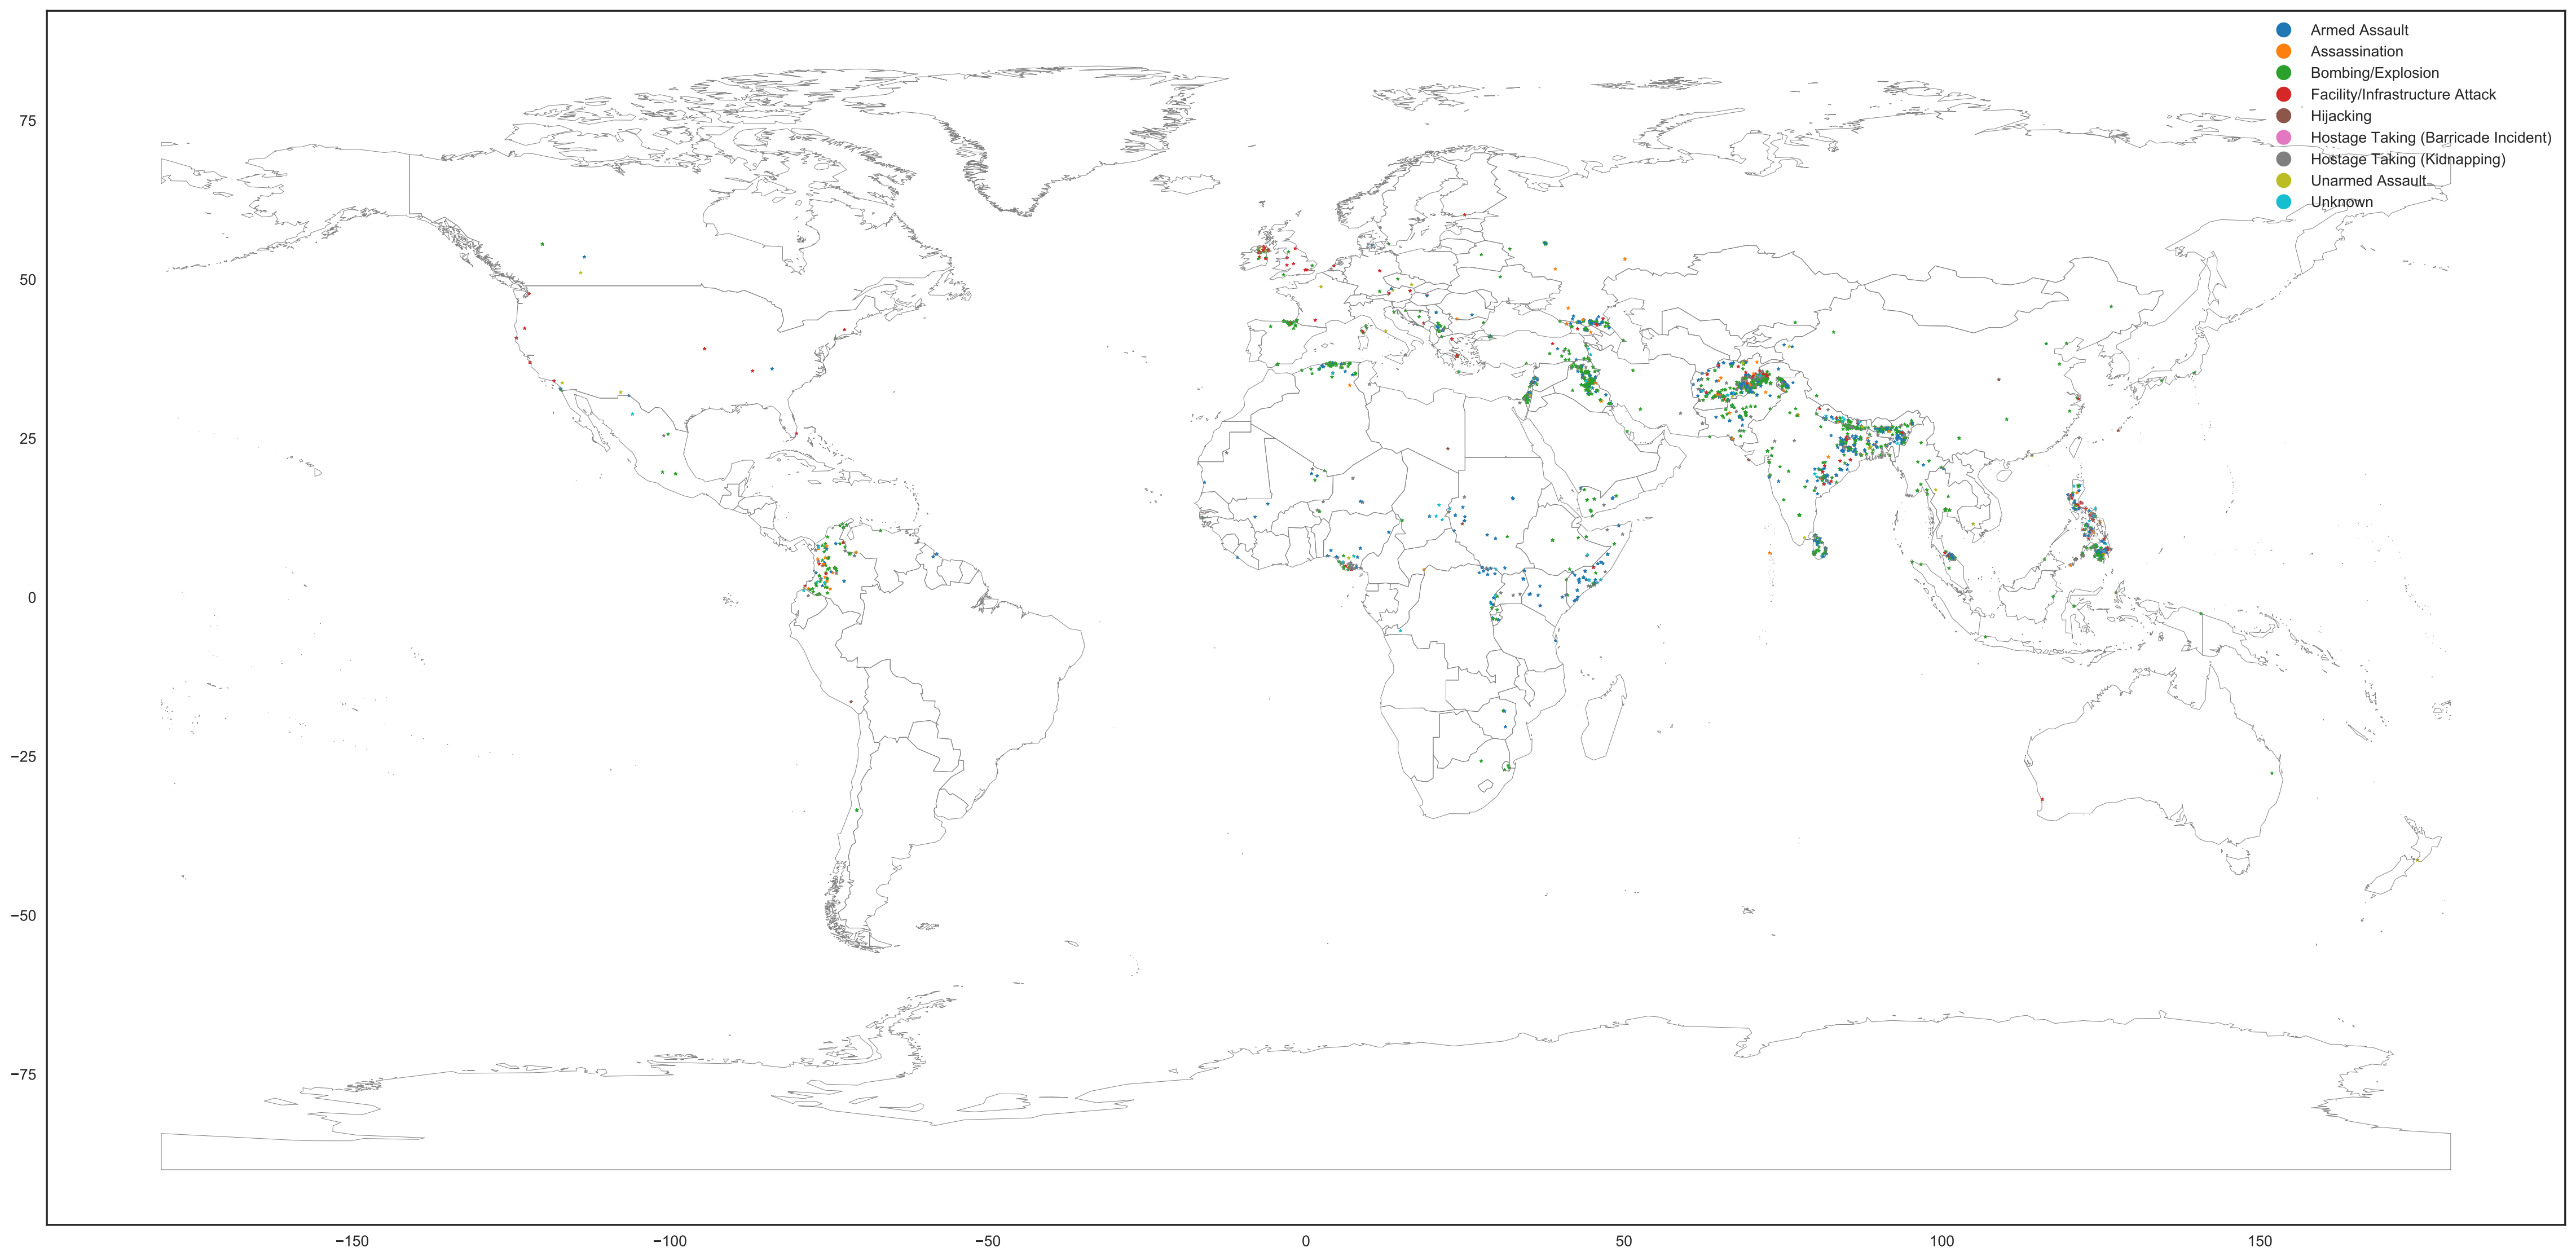 Armed Assault
Assassination
Bombing/Explosion
Facility/Infrastructure Attack
Hijacking
Hostage Taking (Barricade Incident)
Hostage Taking (Kidnapping)
Unarmed Assault
Unknown
75
50
25
0
−25
−50
−75
−150
−100
−50
0
50
100
150